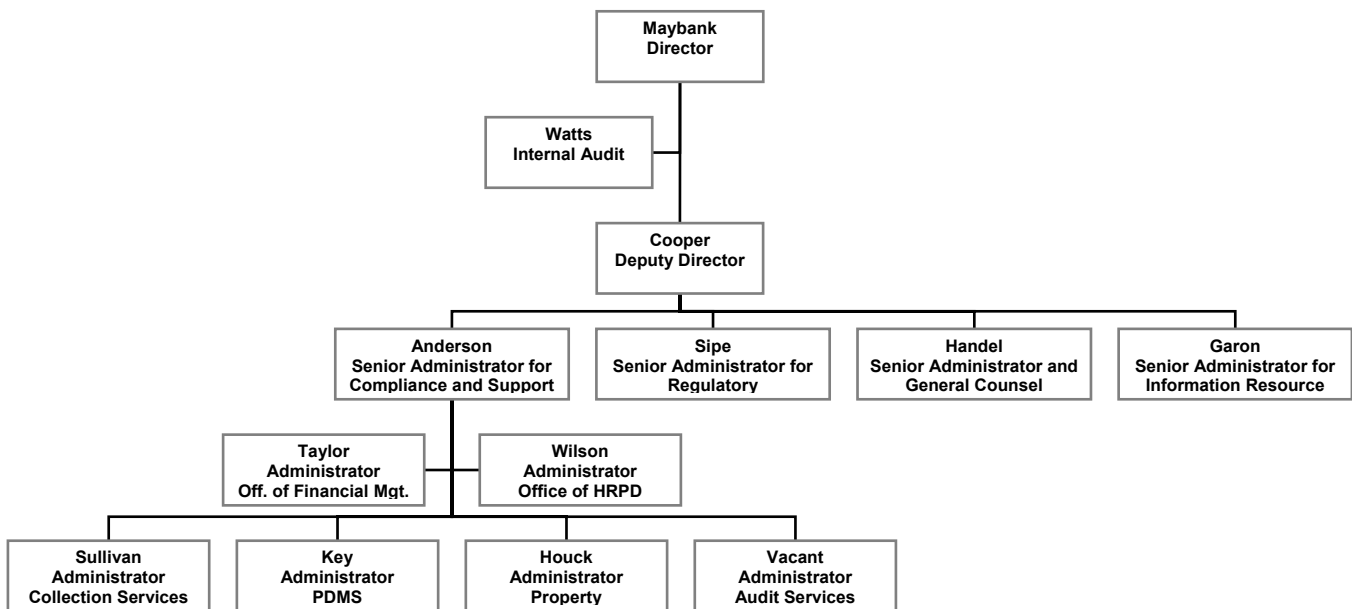 Maybank
Director
Watts
Internal Audit
Cooper
Deputy Director
Anderson
Senior Administrator for
Compliance and Support
Sipe
Senior Administrator for
Regulatory
Handel
Senior Administrator and
General Counsel
Garon
Senior Administrator for
Information Resource
Taylor
Administrator
Off. of Financial Mgt.
Wilson
Administrator
Office of HRPD
Sullivan
Administrator
Collection Services
Key
Administrator
PDMS
Houck
Administrator
Property
Vacant
Administrator
Audit Services